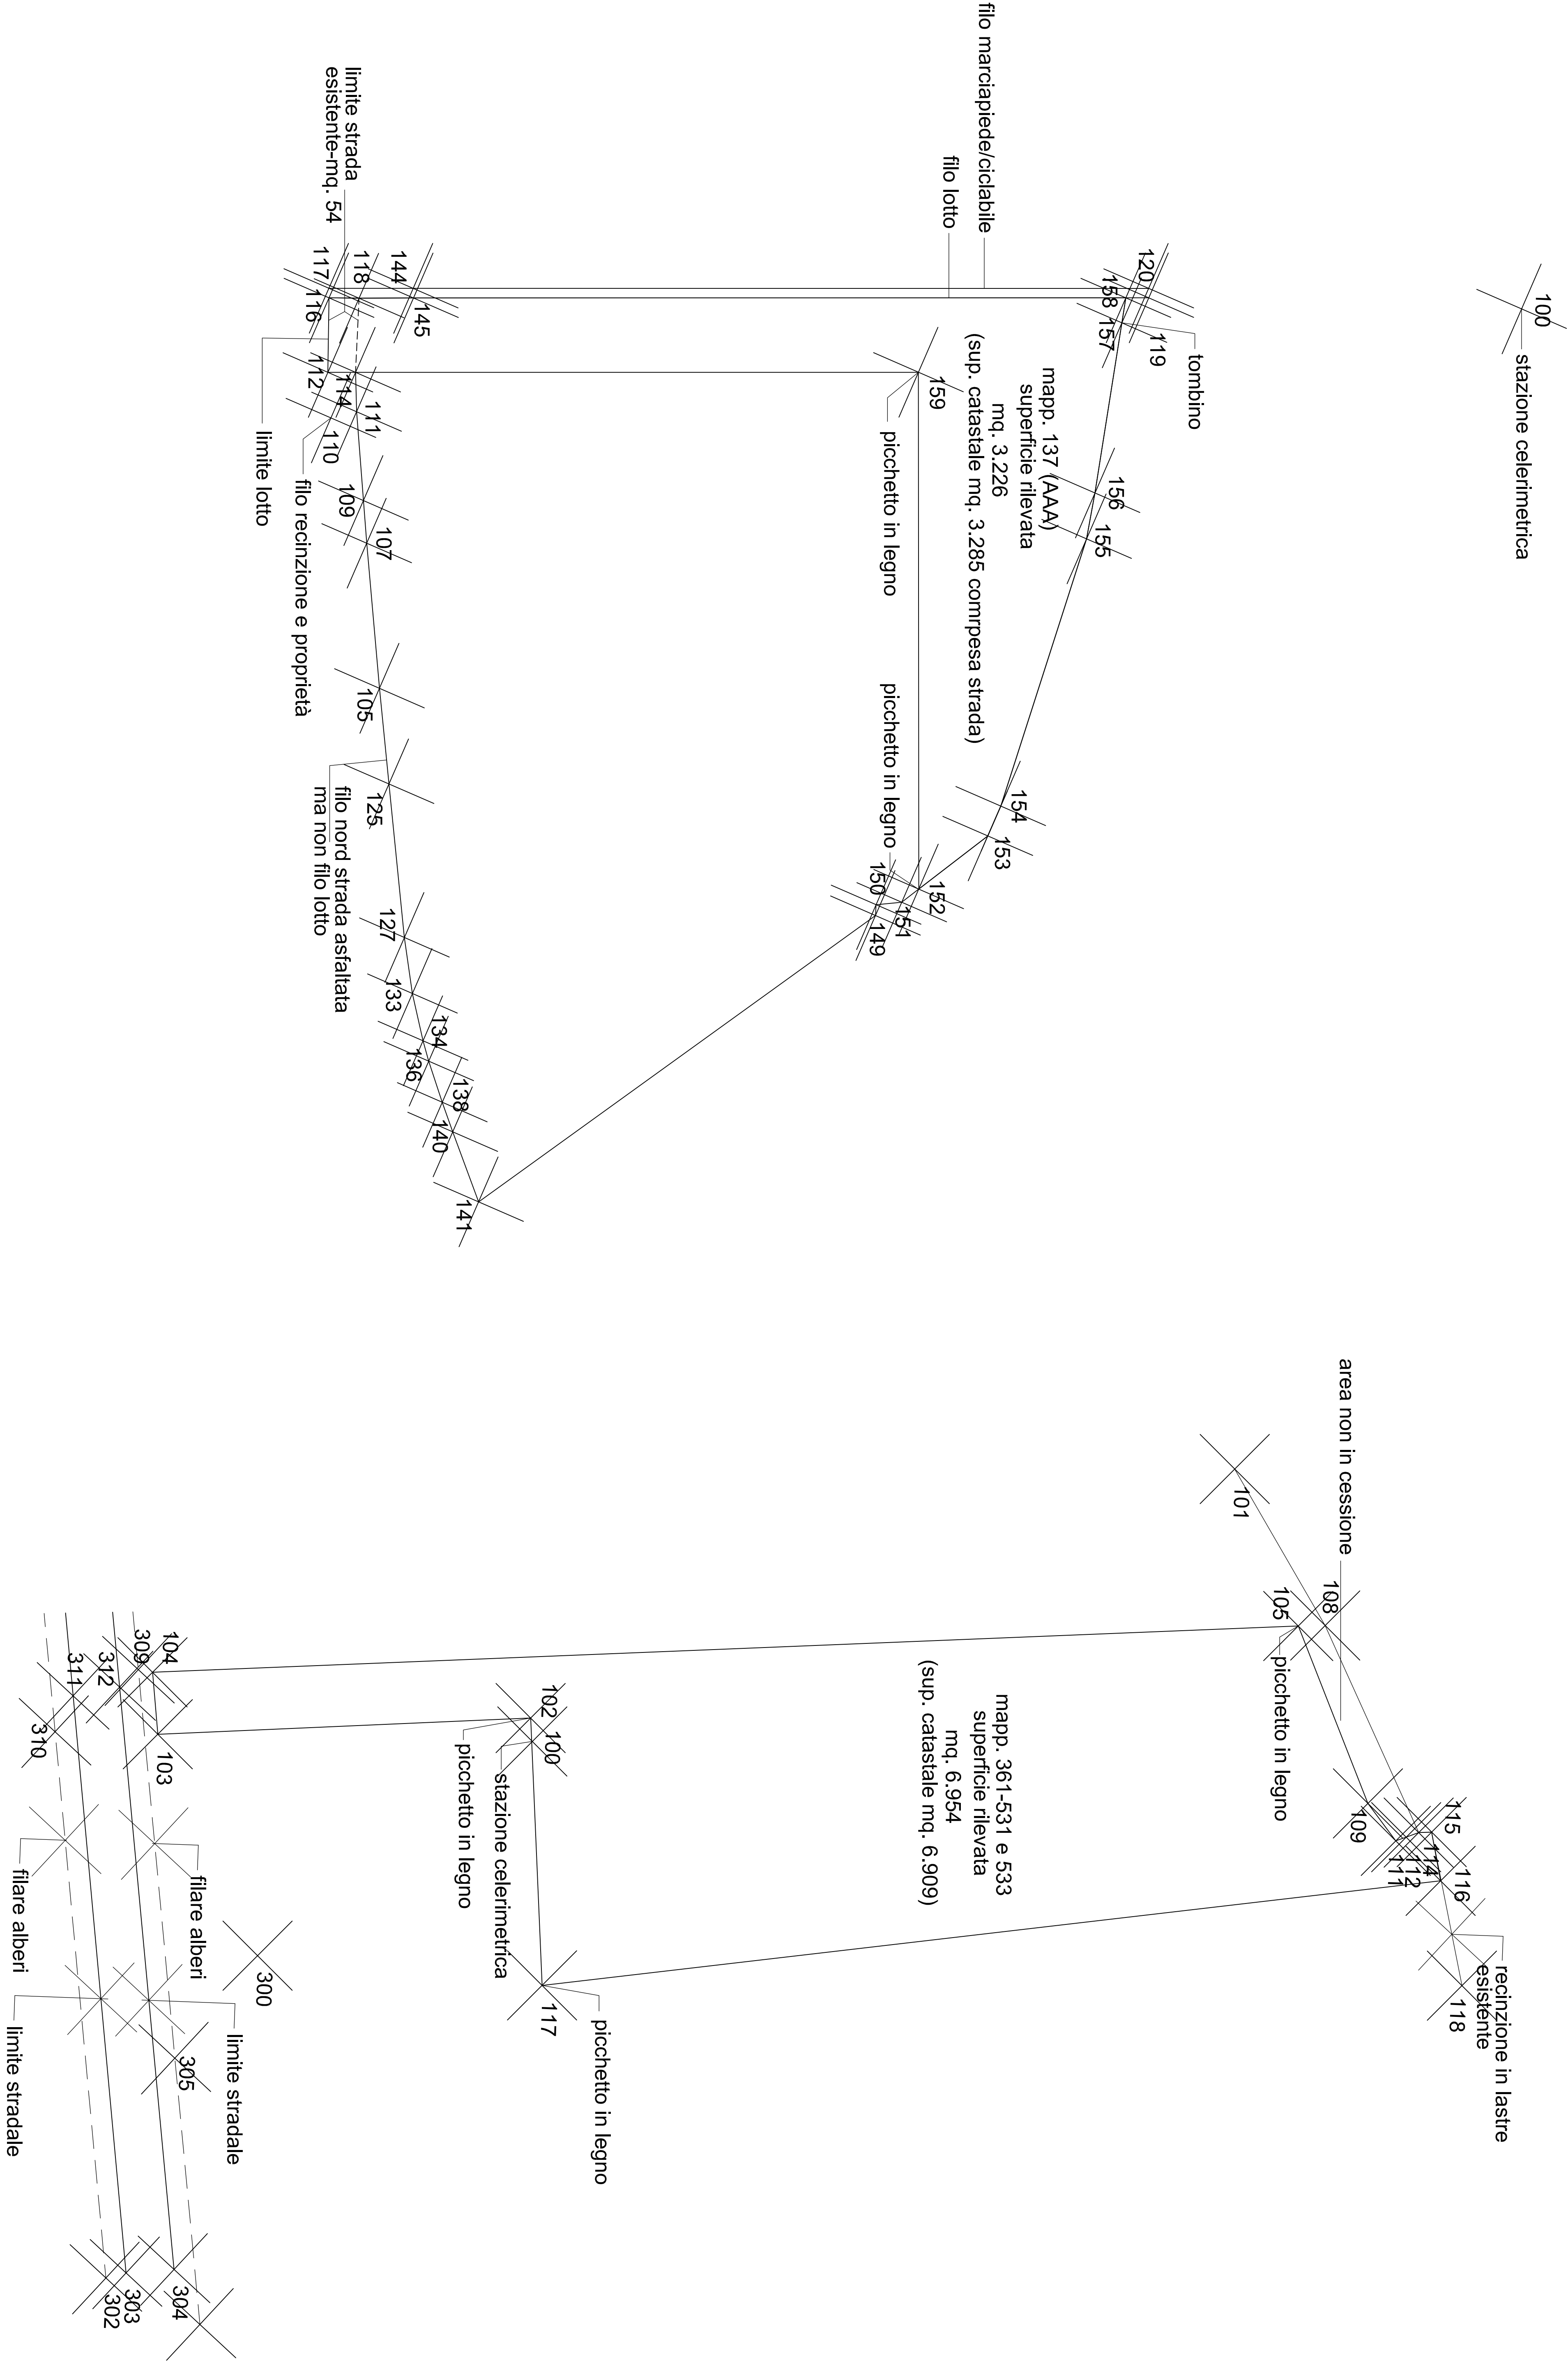 100
stazione celerimetrica
filo marciapiede/ciclabile
filo lotto
limite strada
esistente-mq. 54
120
158
157
119
tombino
117
118
144
145
116
112
114
111
110
109
107
105
125
127
133
134
136
138
140
141
limite lotto
filo recinzione e proprietà
filo nord strada asfaltata
ma non filo lotto
159
picchetto in legno
picchetto in legno
mapp. 137 (AAA)
superficie rilevata
mq. 3.226
(sup. catastale mq. 3.285 comrpesa strada)
156
155
154
153
152
150
151
149
area non in cessione
101
108
105
picchetto in legno
115
109
114
112
111
116
recinzione in lastre
esistente
118
mapp. 361-531 e 533
superficie rilevata
mq. 6.954
(sup. catastale mq. 6.909)
102
100
stazione celerimetrica
picchetto in legno
117
picchetto in legno
104
309
312
311
310
103
filare alberi
filare alberi
300
305
limite stradale
limite stradale
304
303
302